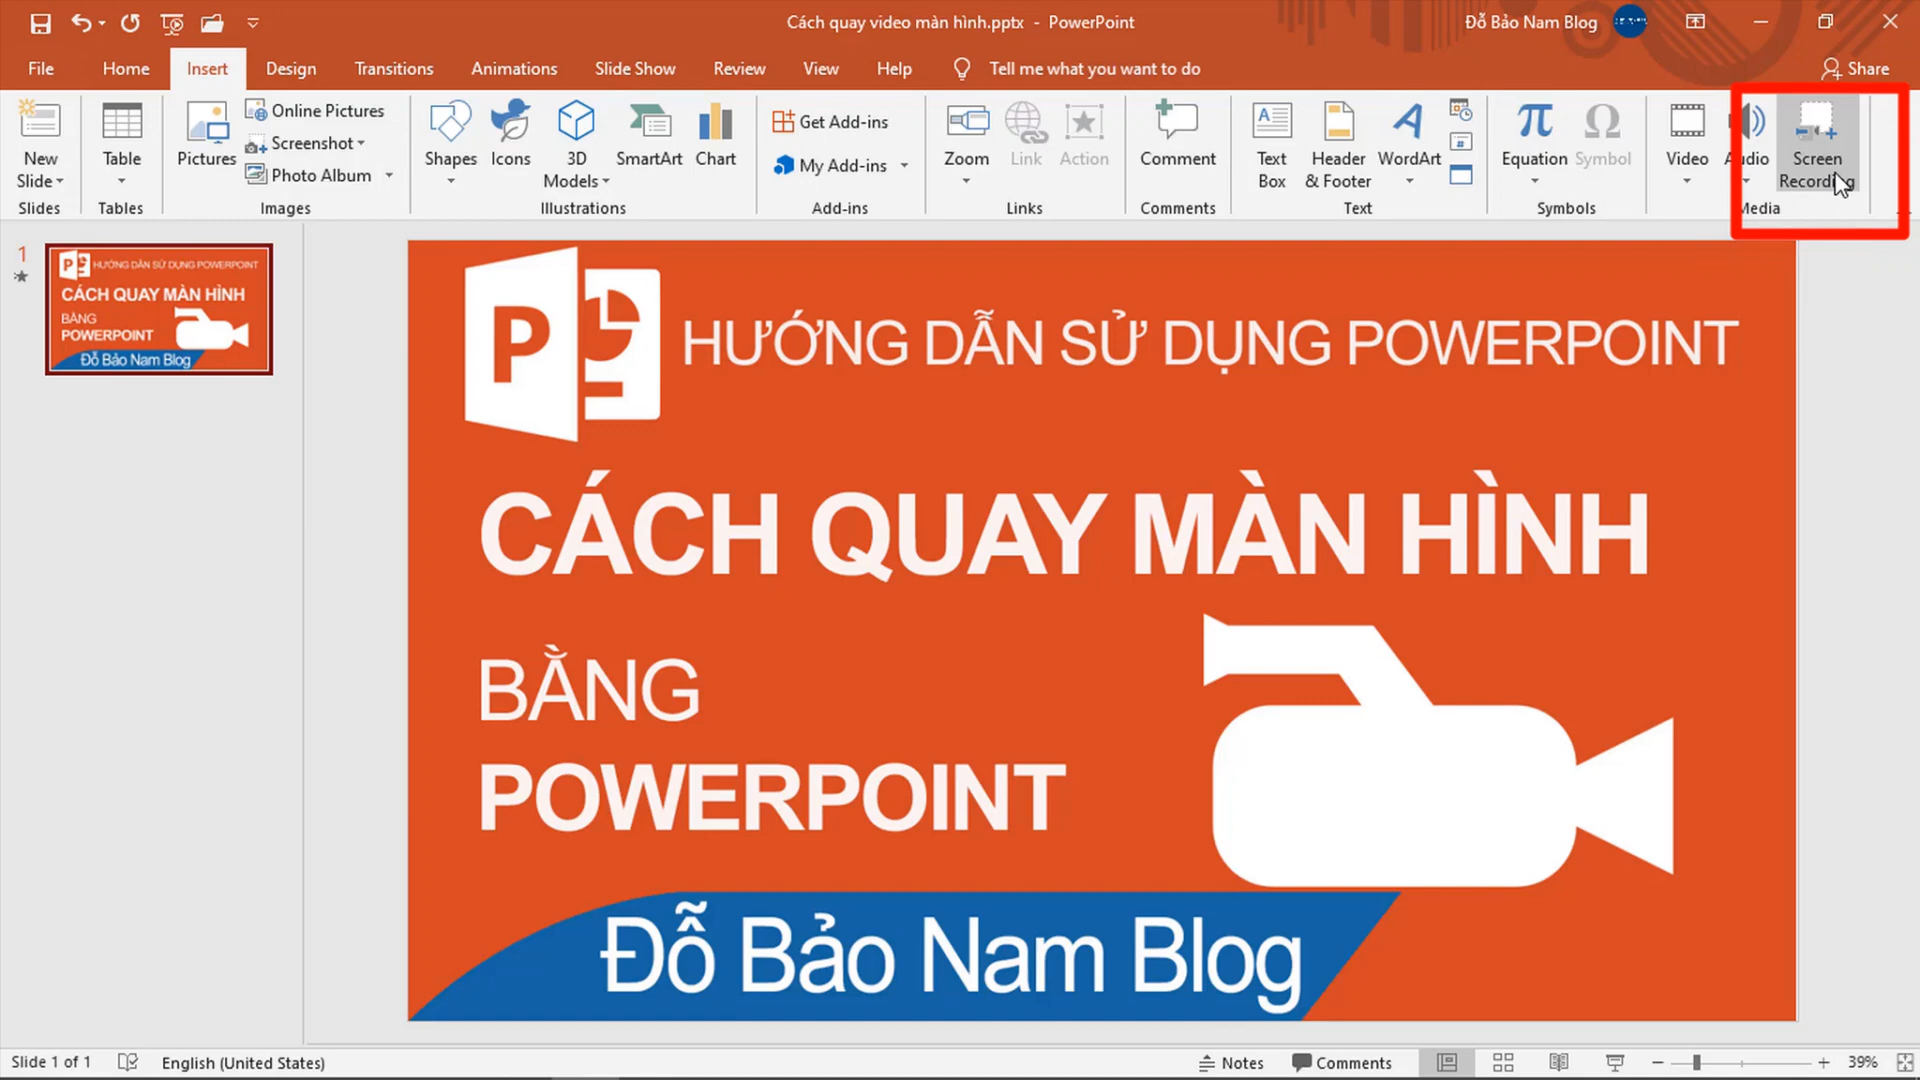 Cách quay video màn hình.pptx - PowerPoint
Đỗ Bảo Nam Blog
File Home Insert Design Transitions Animations Slide Show Review View Help Tell me what you want to do Share
New Slide
Slides
Table
Tables
Pictures
Online Pictures
Screenshot
Photo Album
Images
Shapes
Icons
3D Models
SmartArt
Chart
Illustrations
Get Add-ins
My Add-ins
Add-ins
Zoom
Link
Action
Links
Comment
Comments
Text Box
Header & Footer
WordArt
Text
Equation
Symbol
Symbols
Video
Audio
Screen Recording
Media
1
HƯỚNG DẪN SỬ DỤNG POWERPOINT
CÁCH QUAY MÀN HÌNH
BẰNG
POWERPOINT
Đỗ Bảo Nam Blog
P
HƯỚNG DẪN SỬ DỤNG POWERPOINT
CÁCH QUAY MÀN HÌNH
BẰNG
POWERPOINT
Đỗ Bảo Nam Blog
Slide 1 of 1 English (United States) Notes Comments 39%